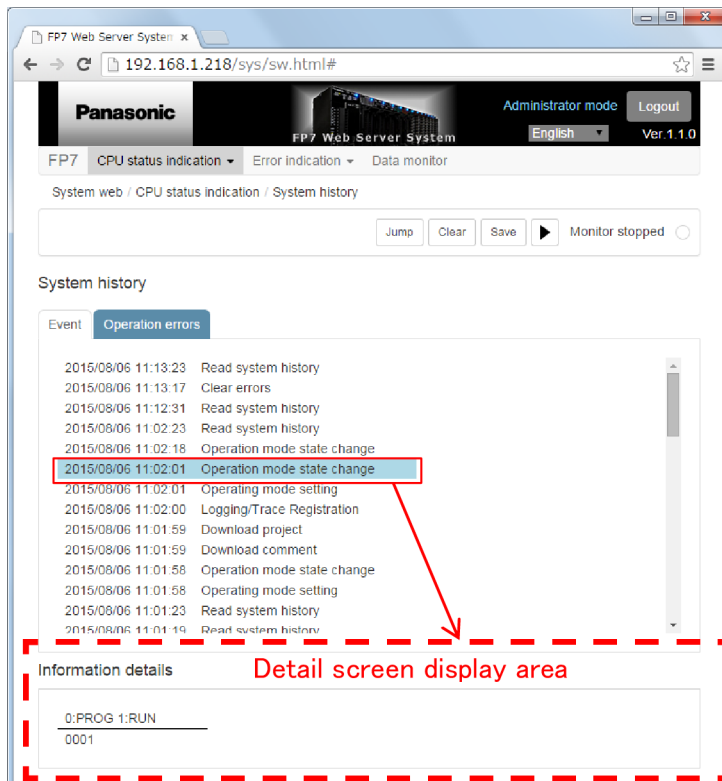 FP7 Web Server System
192.168.1.218/sys/sw.html#
Panasonic
FP7 Web Server System
Administrator mode Logout
English Ver.1.1.0
FP7 CPU status indication Error indication Data monitor
System web / CPU status indication / System history
Jump Clear Save Monitor stopped
System history
Event Operation errors
2015/08/06 11:13:23 Read system history
2015/08/06 11:13:17 Clear errors
2015/08/06 11:12:31 Read system history
2015/08/06 11:02:23 Read system history
2015/08/06 11:02:18 Operation mode state change
2015/08/06 11:02:01 Operation mode state change
2015/08/06 11:02:01 Operating mode setting
2015/08/06 11:02:00 Logging/Trace Registration
2015/08/06 11:01:59 Download project
2015/08/06 11:01:59 Download comment
2015/08/06 11:01:58 Operation mode state change
2015/08/06 11:01:58 Operating mode setting
2015/08/06 11:01:23 Read system history
2015/08/06 11:01:19 Read system history
Information details
Detail screen display area
0:PROG 1:RUN
0001